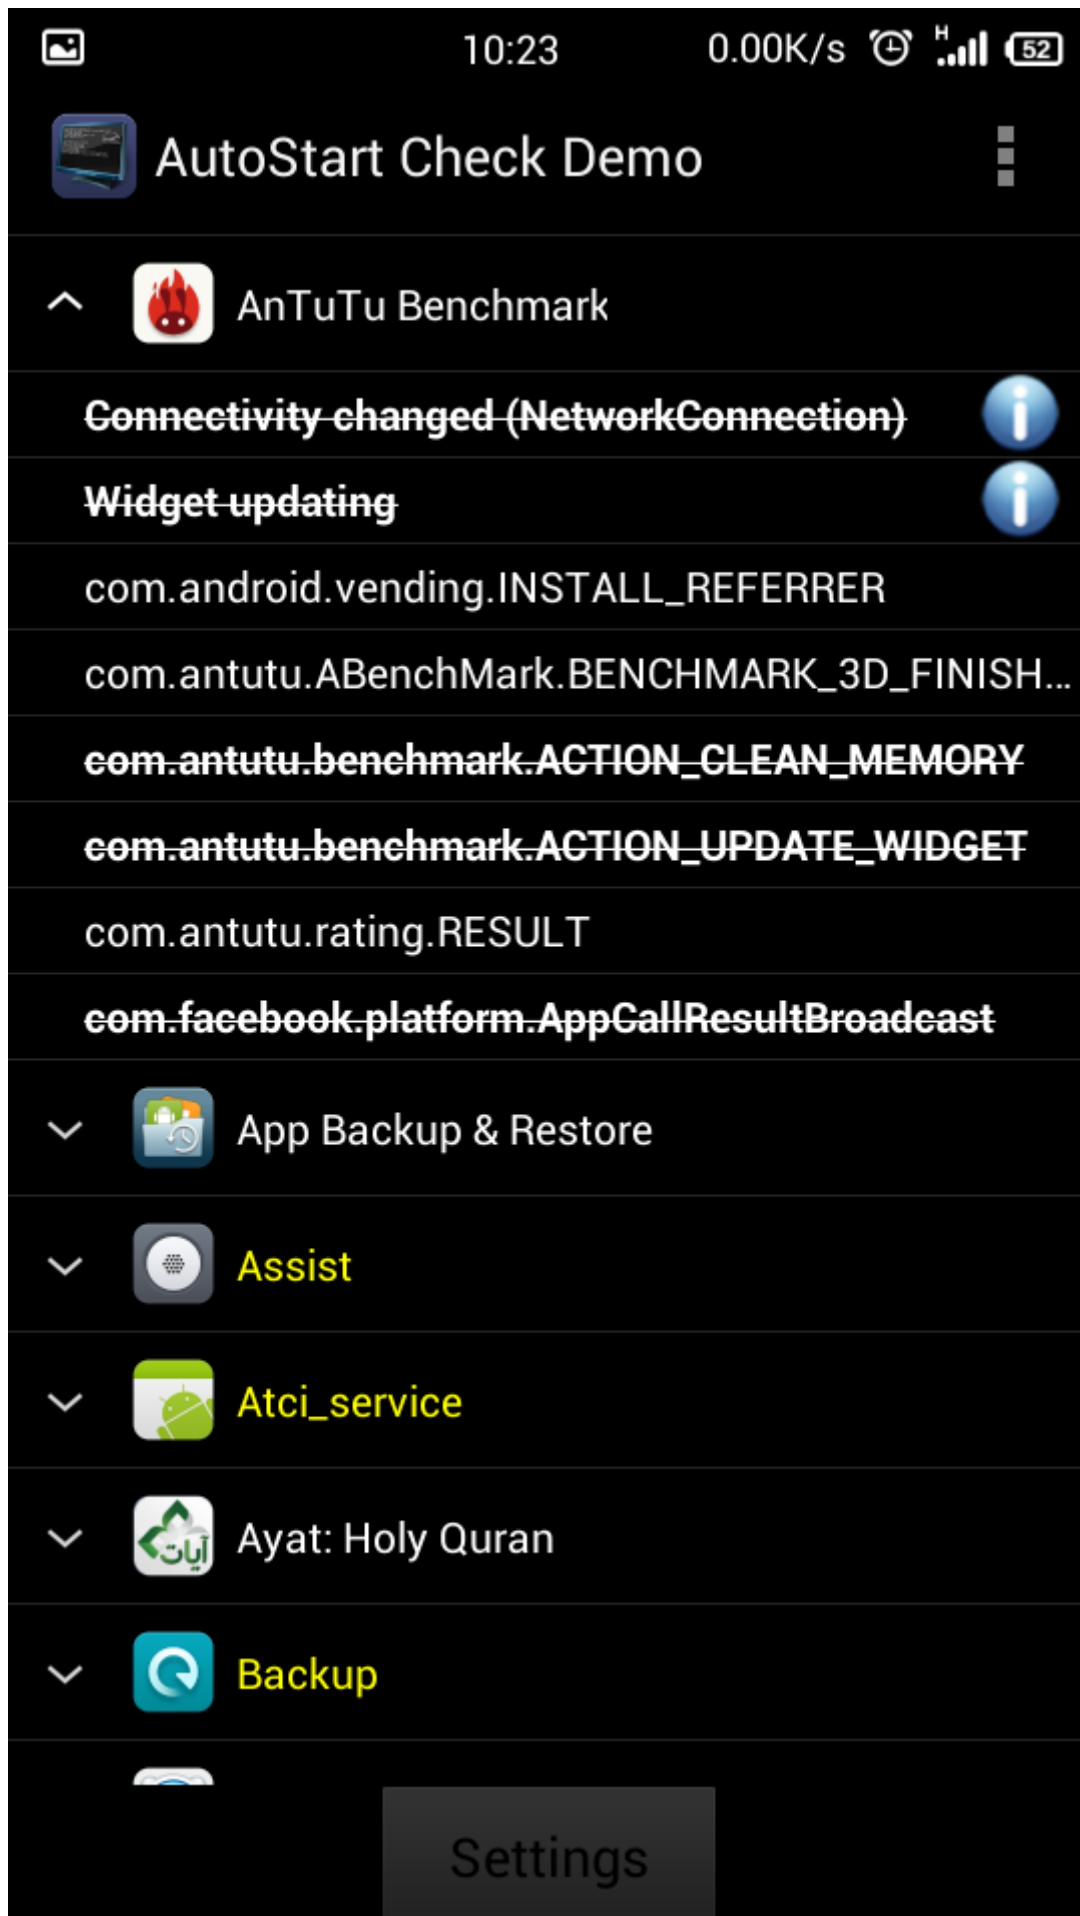 10:23 0.00K/s H 52
AutoStart Check Demo
AnTuTu Benchmark
Connectivity changed (NetworkConnection)
Widget updating
com.android.vending.INSTALL_REFERRER
com.antutu.ABenchMark.BENCHMARK_3D_FINISH...
com.antutu.benchmark.ACTION_CLEAN_MEMORY
com.antutu.benchmark.ACTION_UPDATE_WIDGET
com.antutu.rating.RESULT
com.facebook.platform.AppCallResultBroadcast
App Backup & Restore
Assist
Atci_service
آيات
Ayat: Holy Quran
Backup
Settings